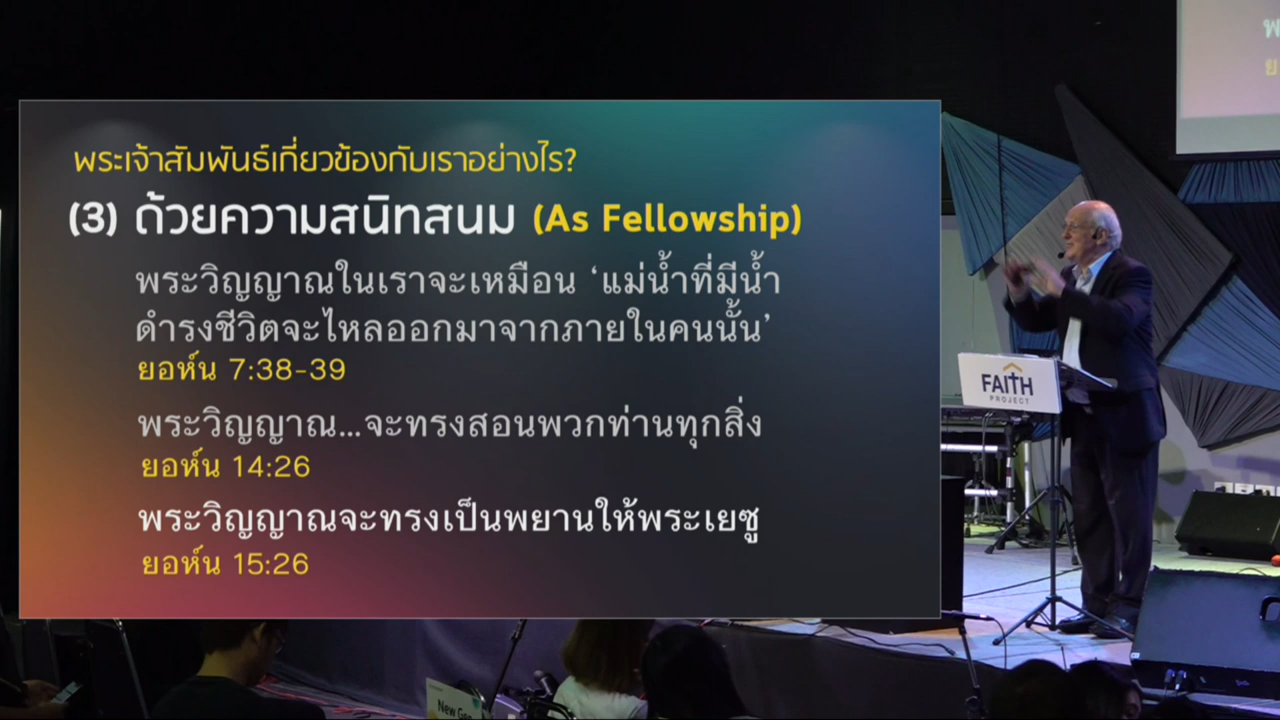 พระเจ้าสัมพันธ์เกี่ยวข้องกับเราอย่างไร?
(3) ด้วยความสนิทสนม (As Fellowship)
พระวิญญาณในเราจะเหมือน ‘แม่น้ำที่มีน้ำ
ดำรงชีวิตจะไหลออกมาจากภายในคนนั้น’
ยอห์น 7:38-39
พระวิญญาณ...จะทรงสอนพวกท่านทุกสิ่ง
ยอห์น 14:26
พระวิญญาณจะทรงเป็นพยานให้พระเยซู
ยอห์น 15:26
FAITH
PROJECT
New